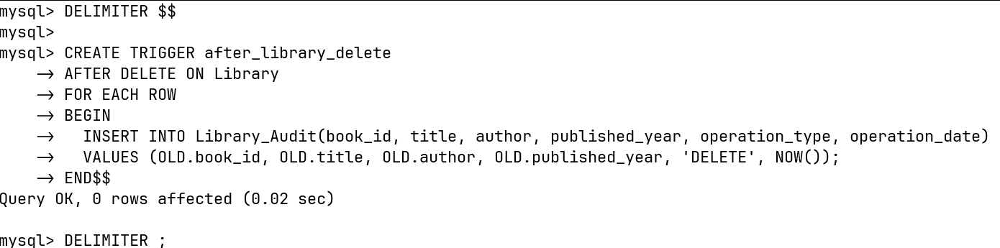 mysql> DELIMITER $$
mysql>
mysql> CREATE TRIGGER after_library_delete
    -> AFTER DELETE ON Library
    -> FOR EACH ROW
    -> BEGIN
    ->   INSERT INTO Library_Audit(book_id, title, author, published_year, operation_type, operation_date)
    ->   VALUES (OLD.book_id, OLD.title, OLD.author, OLD.published_year, 'DELETE', NOW());
    -> END$$
Query OK, 0 rows affected (0.02 sec)

mysql> DELIMITER ;